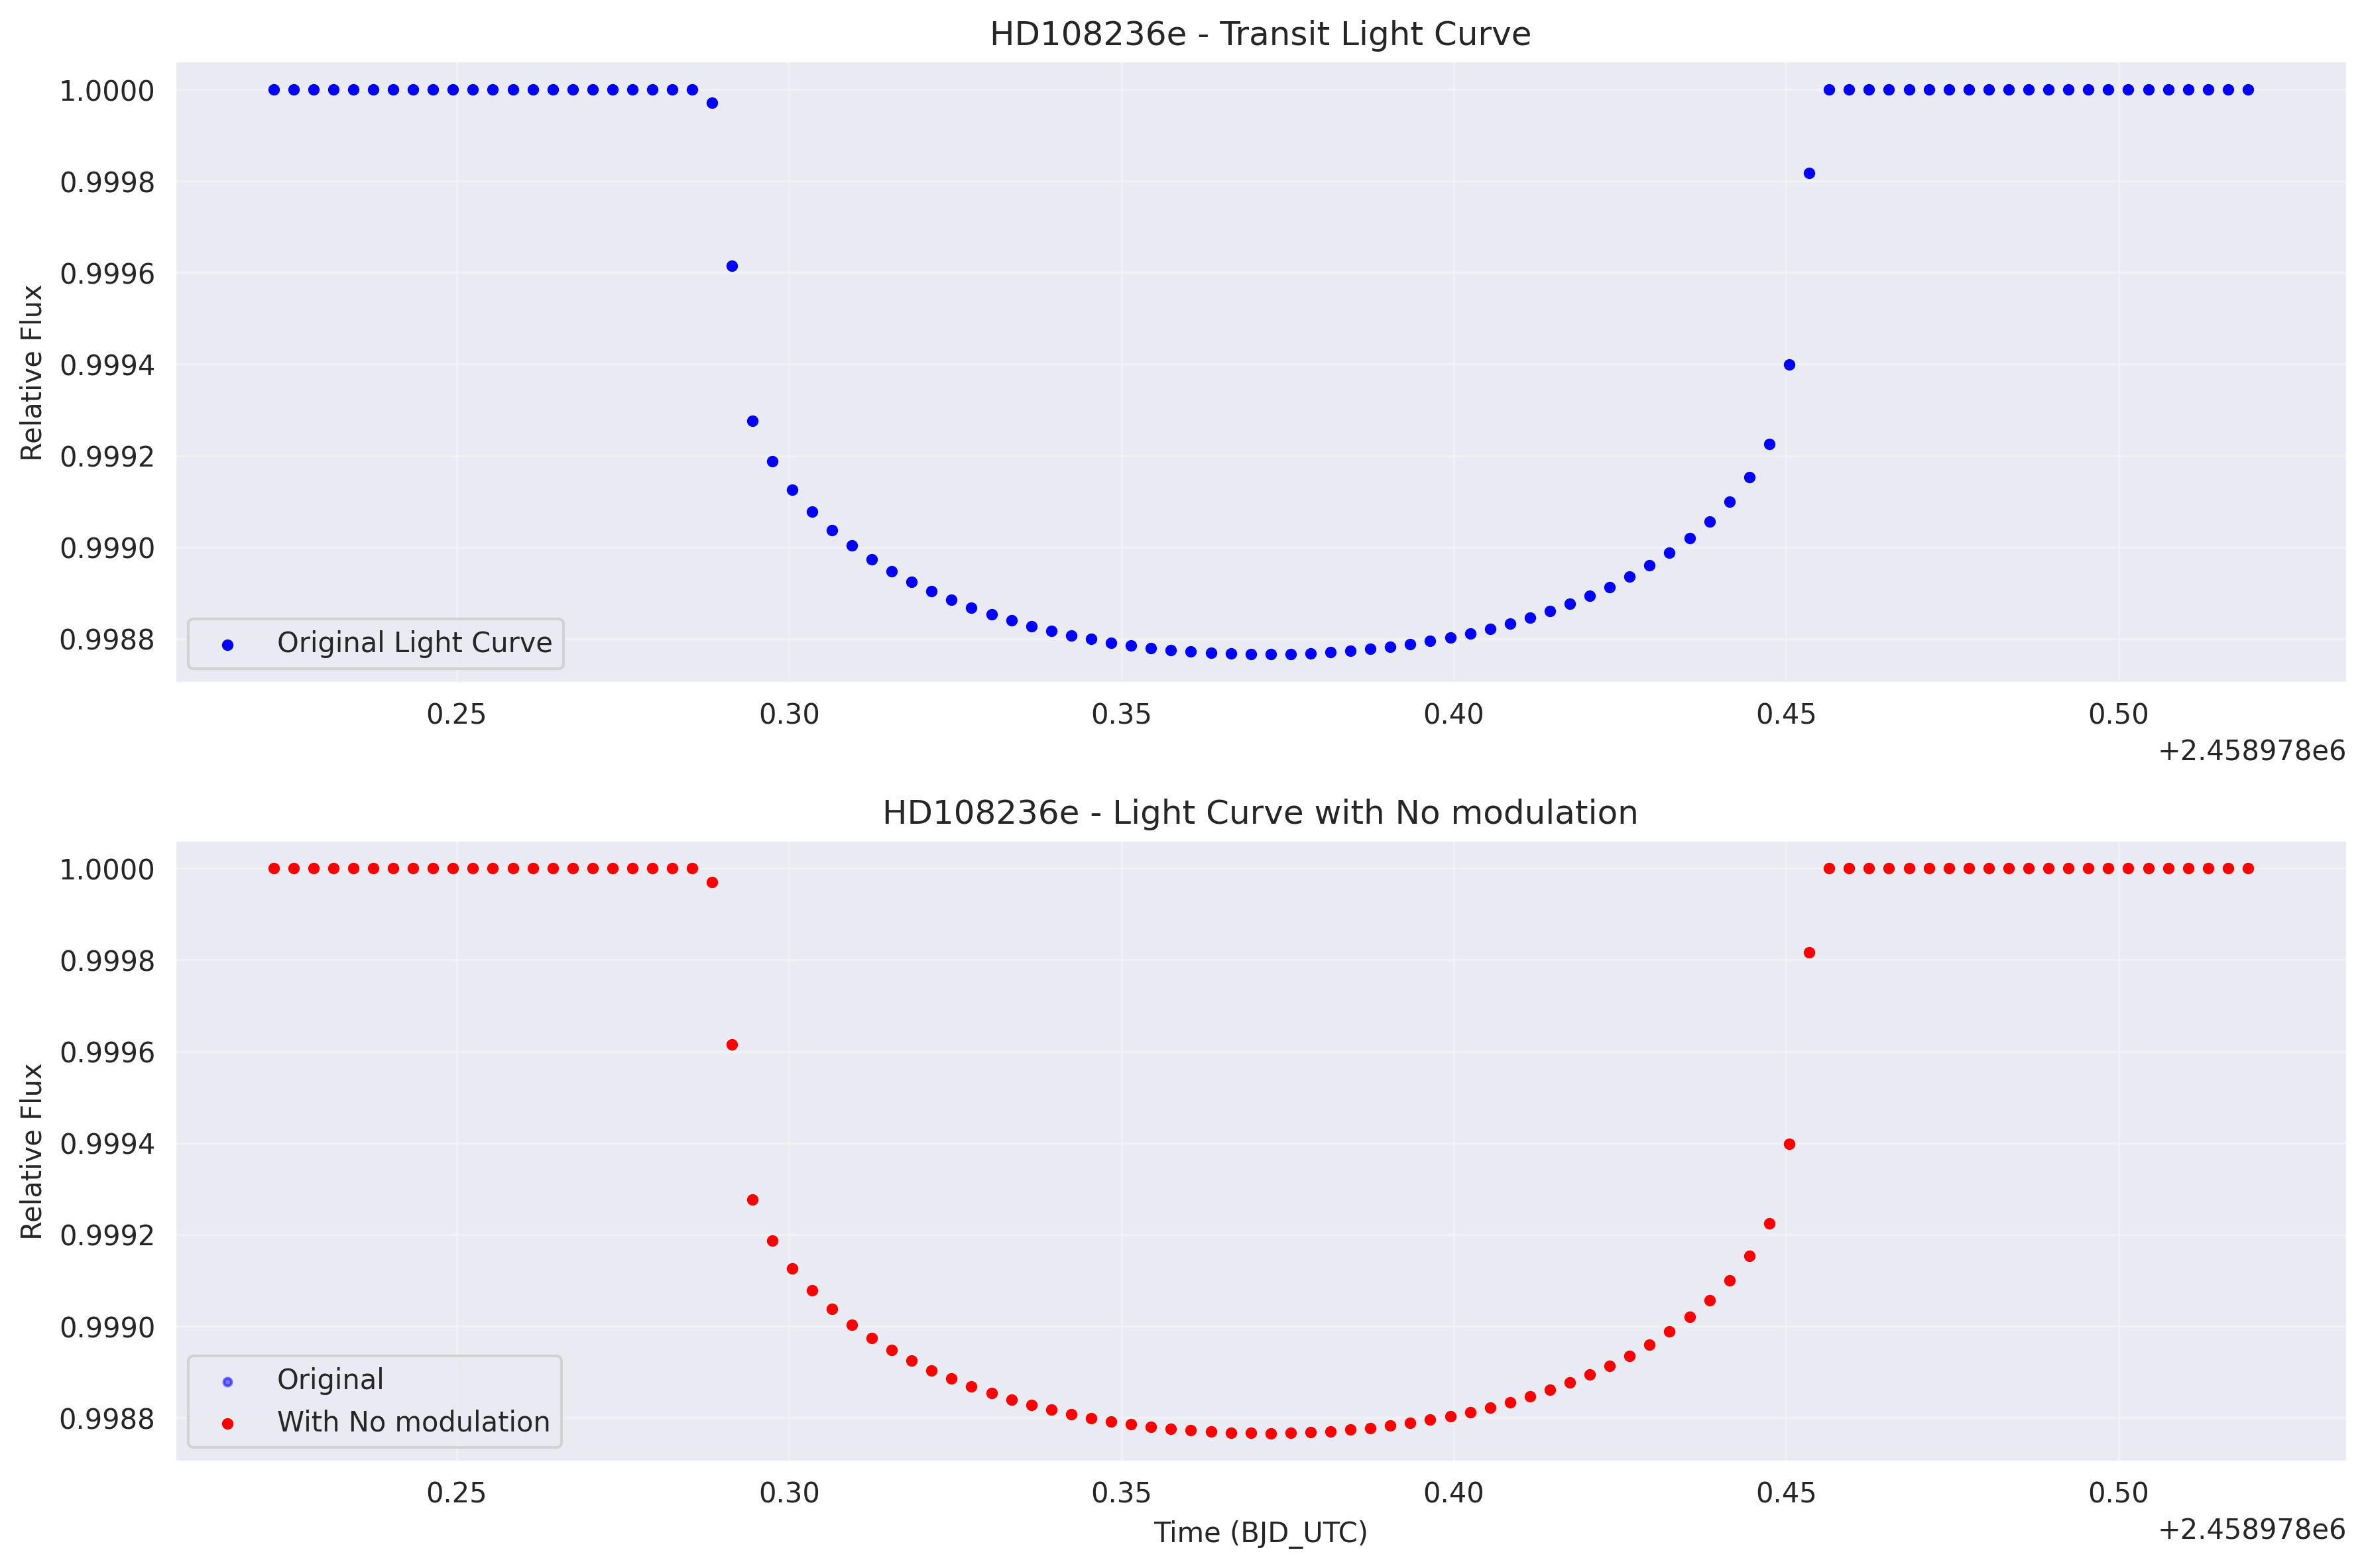 HD108236e - Transit Light Curve
1.0000
0.9998
0.9996
0.9994
0.9992
0.9990
0.9988
Relative Flux
Original Light Curve
0.25 0.30 0.35 0.40 0.45 0.50
+2.458978e6
HD108236e - Light Curve with No modulation
1.0000
0.9998
0.9996
0.9994
0.9992
0.9990
0.9988
Relative Flux
Original
With No modulation
0.25 0.30 0.35 0.40 0.45 0.50
Time (BJD_UTC)
+2.458978e6